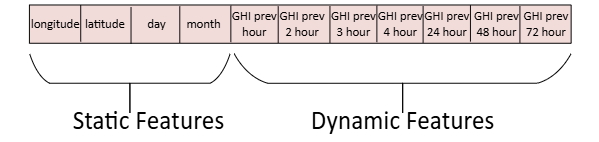 longitude latitude day month GHI prev hour GHI prev 2 hour GHI prev 3 hour GHI prev 4 hour GHI prev 24 hour GHI prev 48 hour GHI prev 72 hour
Static Features Dynamic Features